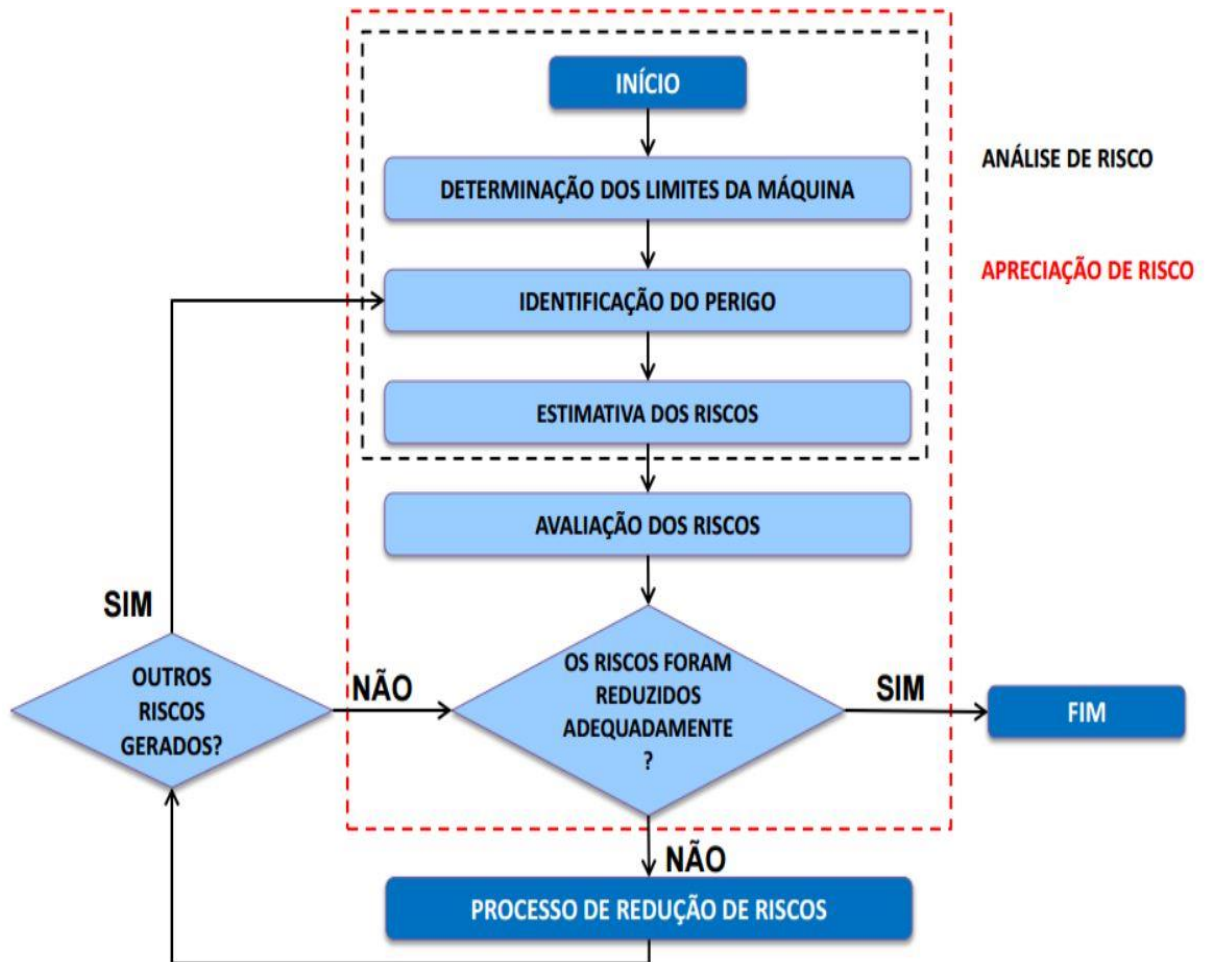 INÍCIO
DETERMINAÇÃO DOS LIMITES DA MÁQUINA
ANÁLISE DE RISCO
IDENTIFICAÇÃO DO PERIGO
APRECIAÇÃO DE RISCO
ESTIMATIVA DOS RISCOS
AVALIAÇÃO DOS RISCOS
SIM
OUTROS
RISCOS
GERADOS?
NÃO
OS RISCOS FORAM
REDUZIDOS
ADEQUADAMENTE
?
SIM
FIM
NÃO
PROCESSO DE REDUÇÃO DE RISCOS